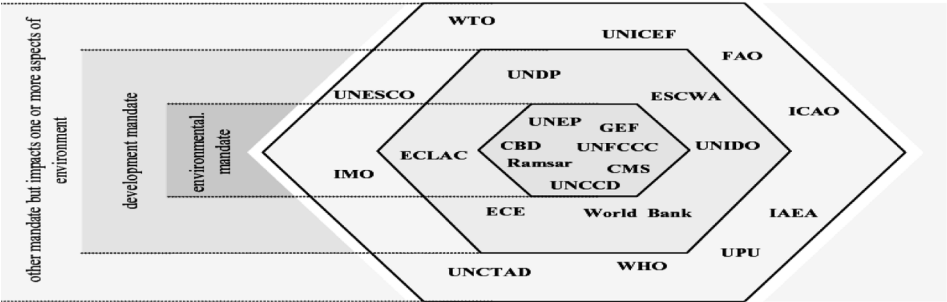 other mandate but impacts one or more aspects of
environment
development mandate
environmental.
mandate
WTO
UNICEF
FAO
UNDP
UNESCO
ESCWA
ICAO
UNEP
GEF
CBD
UNFCCC
UNIDO
ECLAC
Ramsar
CMS
IMO
UNCCD
ECE
World Bank
IAEA
UPU
WHO
UNCTAD